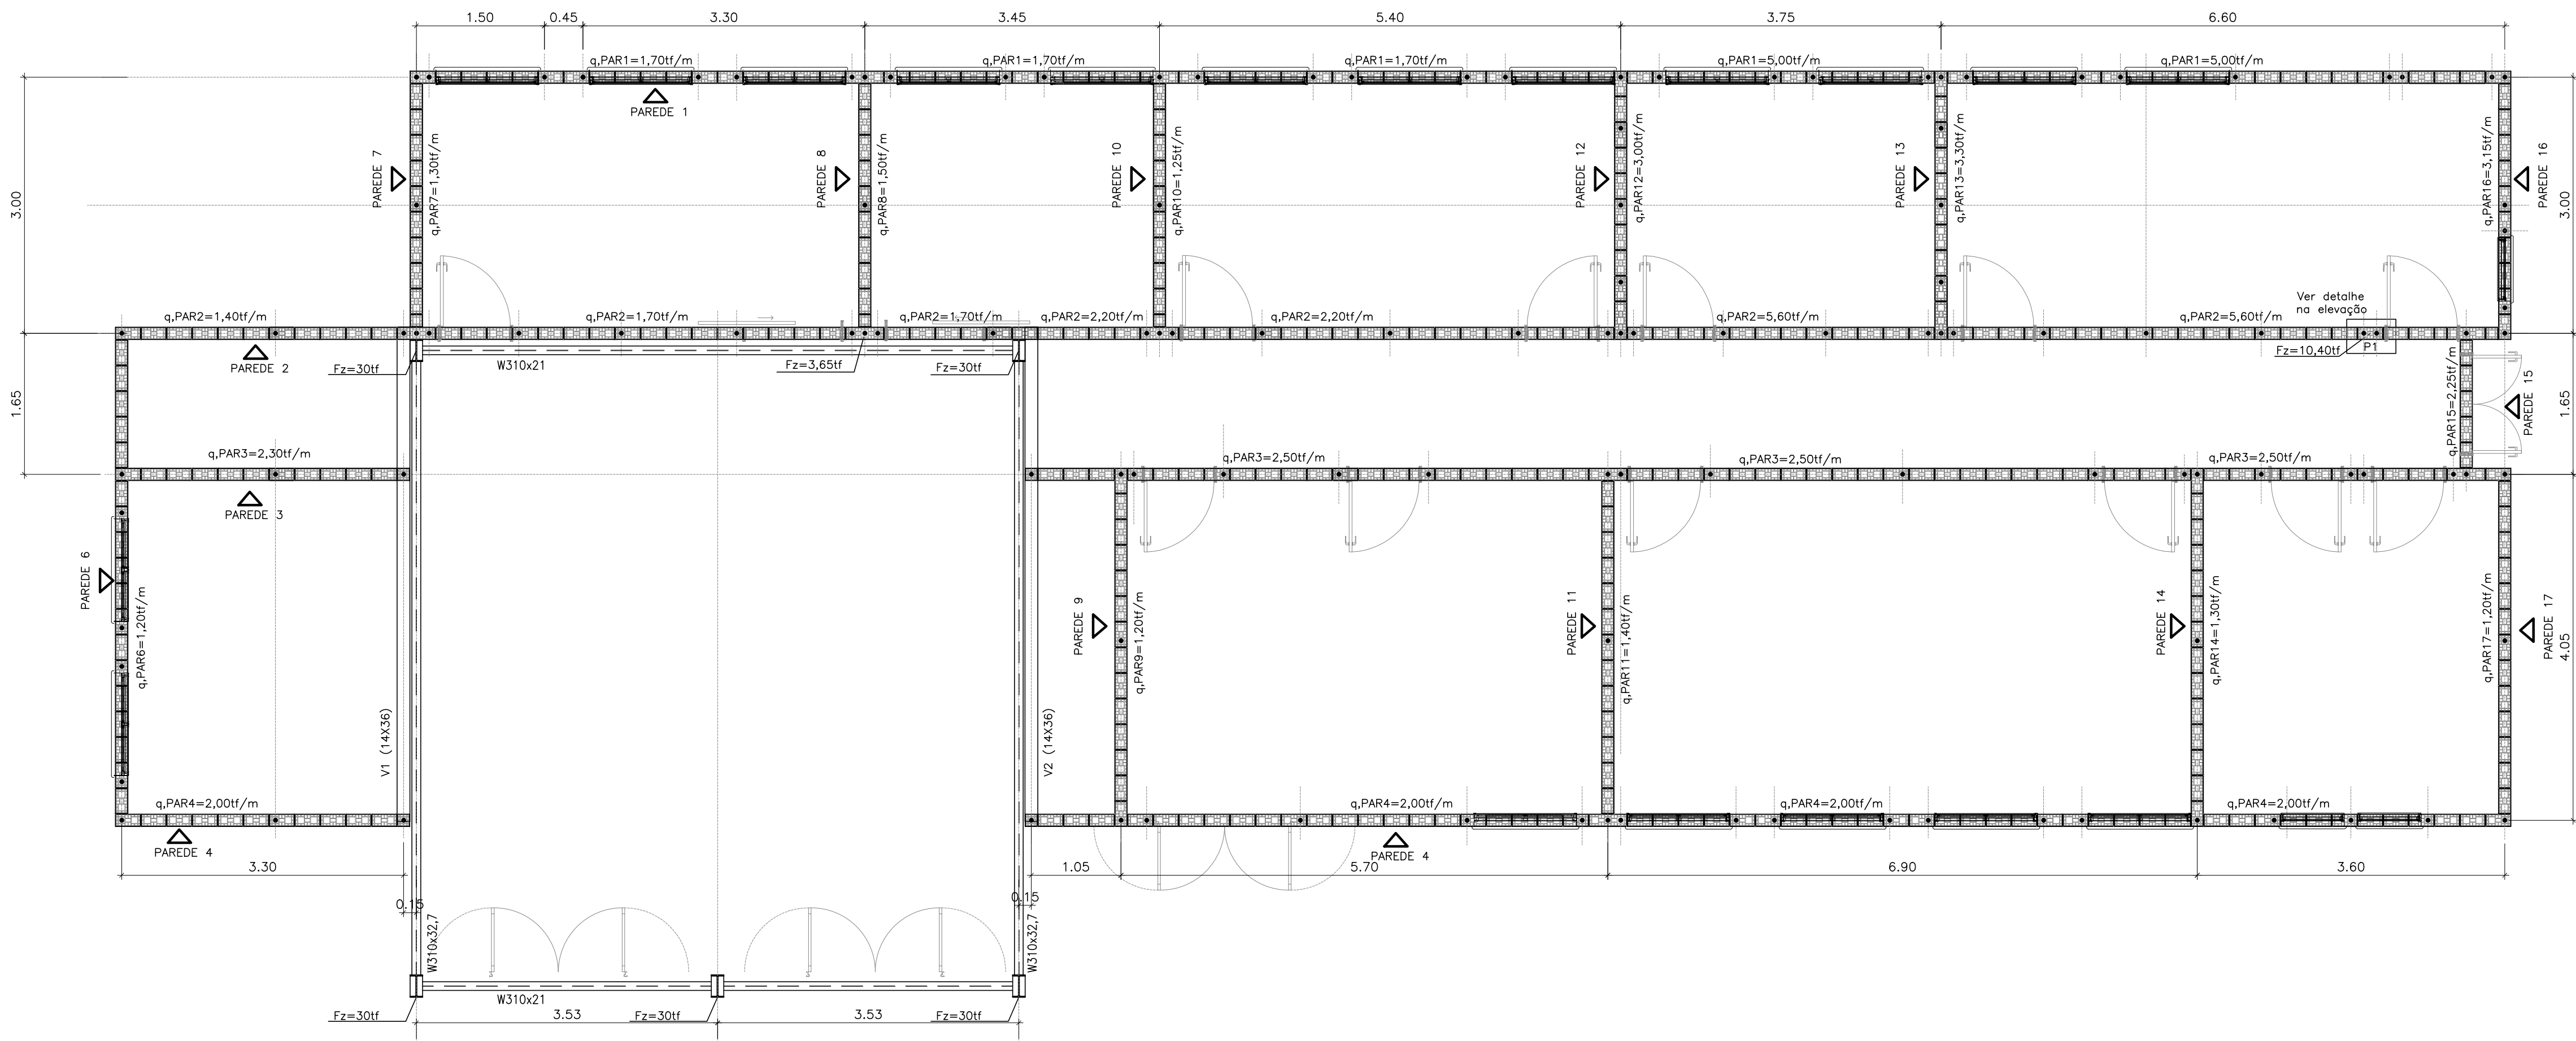 1.50
0.45
3.30
3.45
5.40
3.75
6.60
q,PAR1=1,70tf/m
q,PAR1=1,70tf/m
q,PAR1=1,70tf/m
q,PAR1=5,00tf/m
q,PAR1=5,00tf/m
PAREDE 1
3.00
PAREDE 7
q,PAR7=1,30tf/m
PAREDE 8
q,PAR8=1,50tf/m
PAREDE 10
q,PAR10=1,25tf/m
PAREDE 12
q,PAR12=3,00tf/m
PAREDE 13
q,PAR13=3,30tf/m
q,PAR16=3,15tf/m
PAREDE 16
3.00
Ver detalhe
na elevação
q,PAR2=1,40tf/m
q,PAR2=1,70tf/m
q,PAR2=1,70tf/m
q,PAR2=2,20tf/m
q,PAR2=2,20tf/m
q,PAR2=5,60tf/m
q,PAR2=5,60tf/m
PAREDE 2
Fz=30tf
W310x21
Fz=3,65tf
Fz=30tf
Fz=10,40tf
P1
1.65
q,PAR15=2,25tf/m
PAREDE 15
1.65
q,PAR3=2,30tf/m
q,PAR3=2,50tf/m
q,PAR3=2,50tf/m
q,PAR3=2,50tf/m
PAREDE 3
PAREDE 6
q,PAR6=1,20tf/m
V1 (14X36)
V2 (14X36)
PAREDE 9
q,PAR9=1,20tf/m
PAREDE 11
q,PAR11=1,40tf/m
PAREDE 14
q,PAR14=1,30tf/m
q,PAR17=1,20tf/m
PAREDE 17
4.05
q,PAR4=2,00tf/m
q,PAR4=2,00tf/m
q,PAR4=2,00tf/m
q,PAR4=2,00tf/m
PAREDE 4
PAREDE 4
3.30
1.05
5.70
6.90
3.60
0.15
0.15
W310x32,7
W310x32,7
W310x21
Fz=30tf
3.53
Fz=30tf
3.53
Fz=30tf